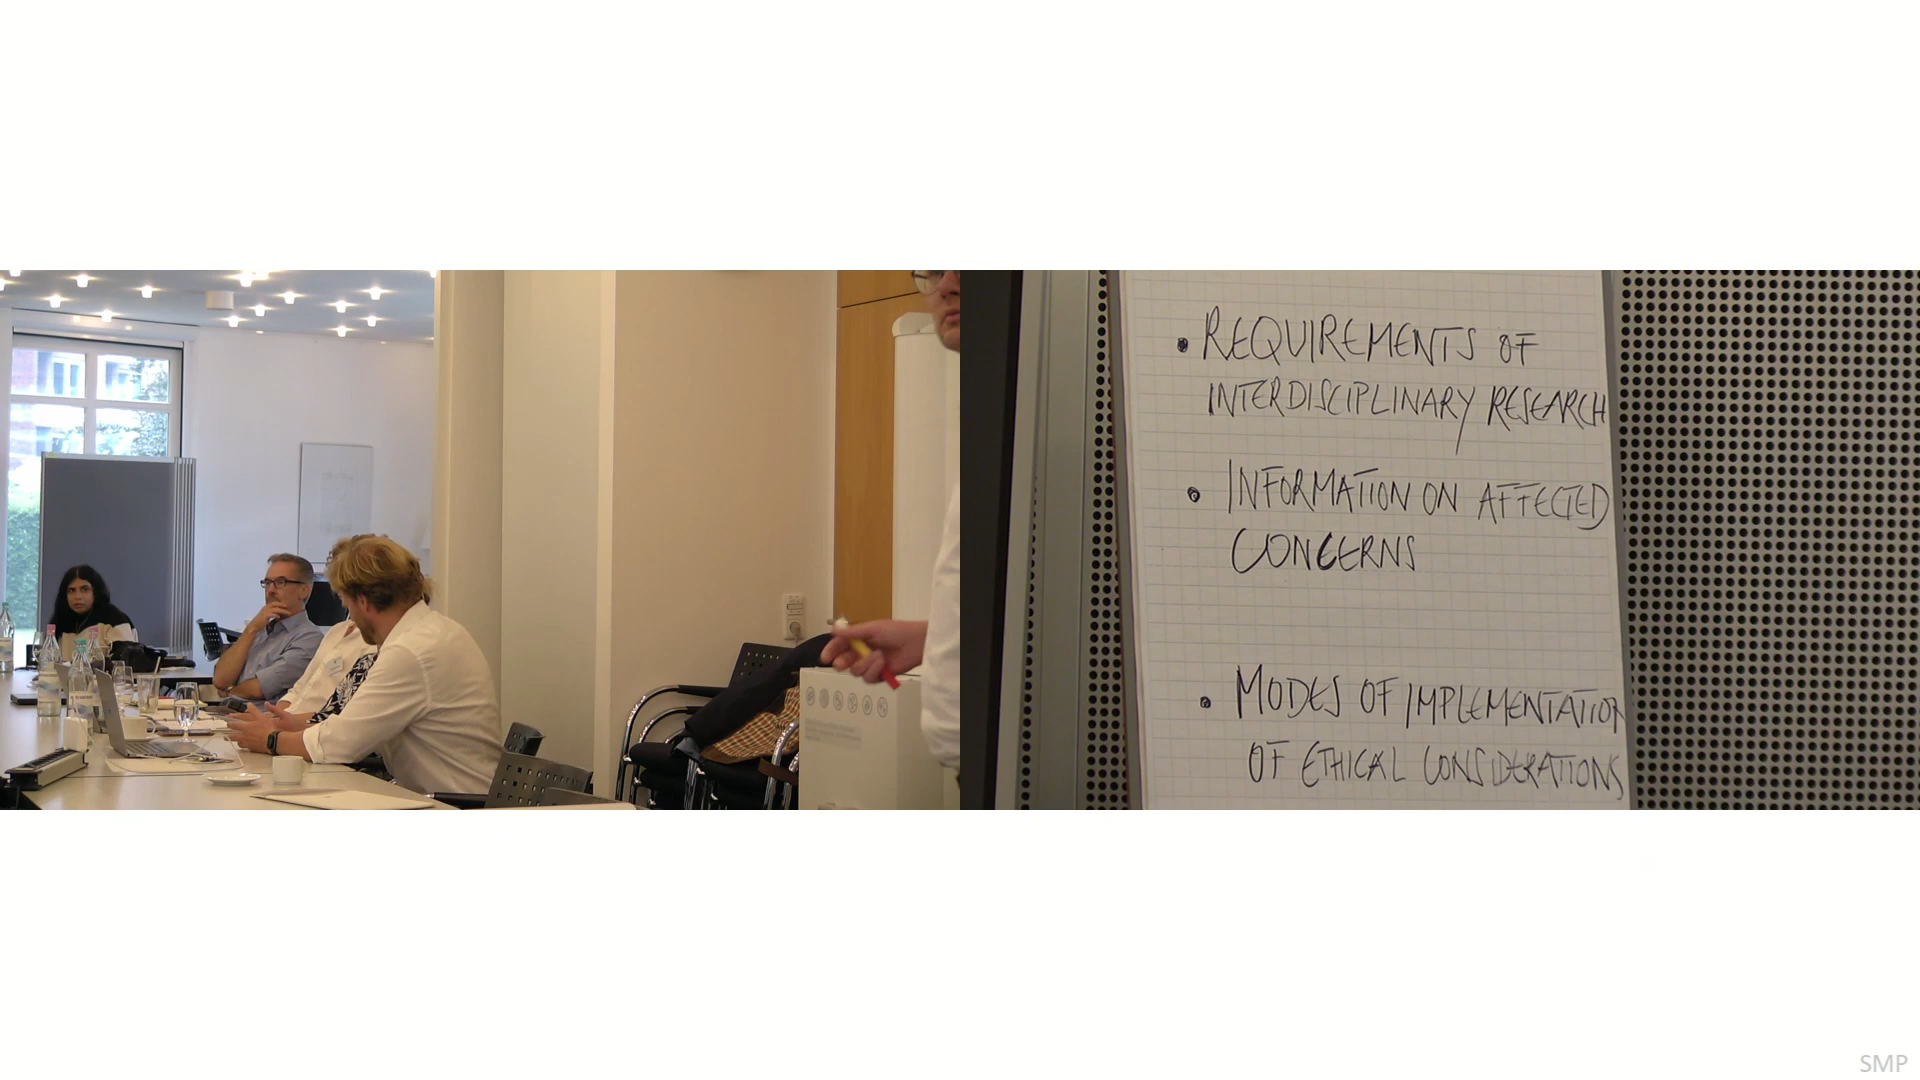 • REQUIREMENTS OF
INTERDISCIPLINARY RESEARCH
• INFORMATION ON AFFECTED
CONCERNS
• MODES OF IMPLEMENTATION
OF ETHICAL CONSIDERATIONS
SMP